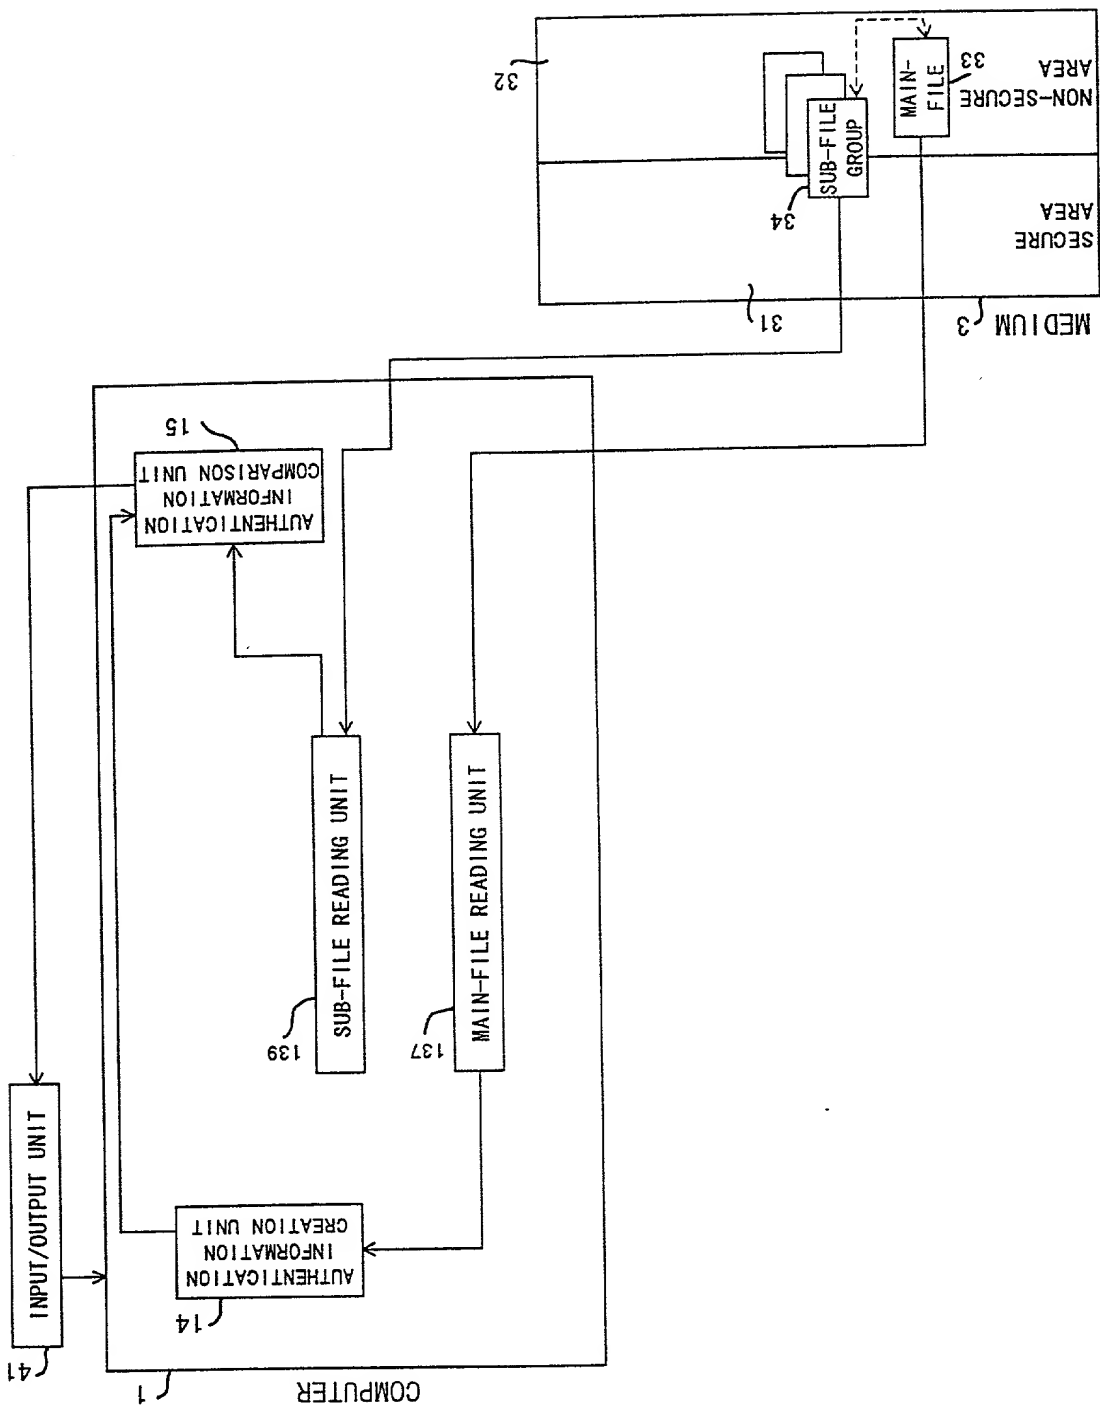 COMPUTER
1
41
INPUT/OUTPUT UNIT
14
AUTHENTICATION
INFORMATION
CREATION UNIT
137
MAIN-FILE READING UNIT
139
SUB-FILE READING UNIT
15
AUTHENTICATION
INFORMATION
COMPARISON UNIT
MEDIUM
3
31
SECURE
AREA
34
SUB-FILE
GROUP
NON-SECURE
AREA
33
MAIN-
FILE
32